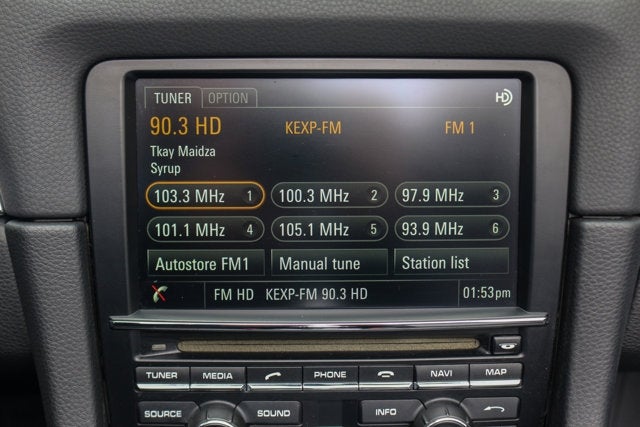 TUNER OPTION HD
90.3 HD KEXP-FM FM 1
Tkay Maidza
Syrup
103.3 MHz 1 100.3 MHz 2 97.9 MHz 3
101.1 MHz 4 105.1 MHz 5 93.9 MHz 6
Autostore FM1 Manual tune Station list
FM HD KEXP-FM 90.3 HD 01:53pm
TUNER MEDIA PHONE NAVI MAP
SOURCE SOUND INFO